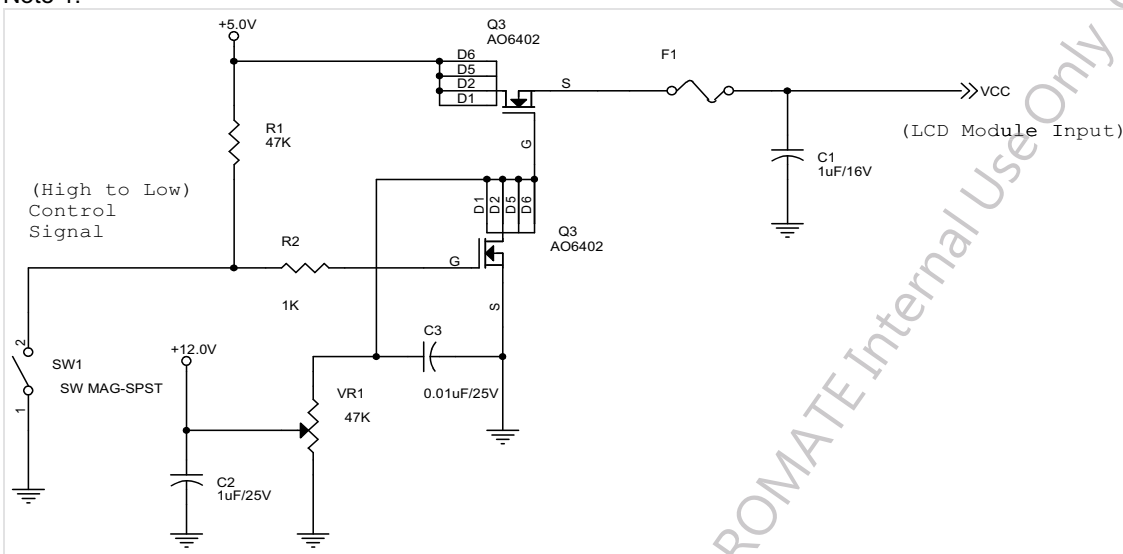 Note 1:
+5.0V
Q3
AO6402
D6
D5
D2
D1
S
G
F1
VCC
(LCD Module Input)
C1
1uF/16V
R1
47K
(High to Low)
Control
Signal
R2
1K
G
D1
D2
D5
D6
Q3
AO6402
S
C3
0.01uF/25V
2
SW1
SW MAG-SPST
1
+12.0V
VR1
47K
C2
1uF/25V
ROMATE Internal Use Only